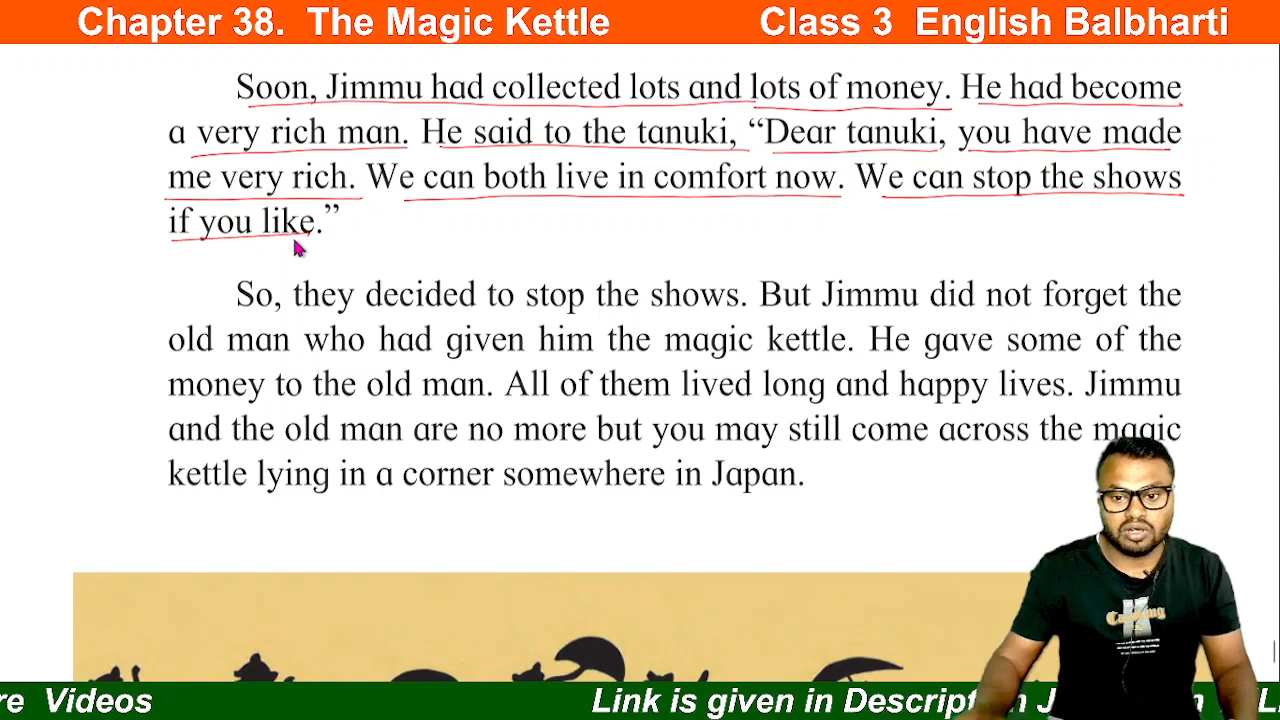 Chapter 38. The Magic Kettle Class 3 English Balbharti
Soon, Jimmu had collected lots and lots of money. He had become
a very rich man. He said to the tanuki, “Dear tanuki, you have made
me very rich. We can both live in comfort now. We can stop the shows
if you like.”
So, they decided to stop the shows. But Jimmu did not forget the
old man who had given him the magic kettle. He gave some of the
money to the old man. All of them lived long and happy lives. Jimmu
and the old man are no more but you may still come across the magic
kettle lying in a corner somewhere in Japan.
Videos Link is given in